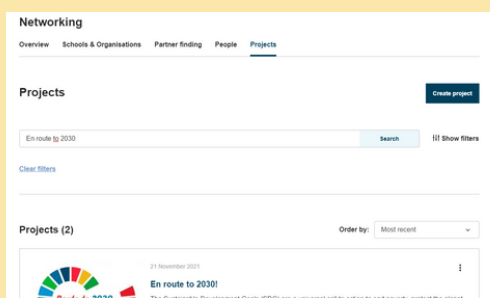 Networking
Overview Schools & Organisations Partner finding People Projects
Projects
Create project
En route to 2030
Search
Show filters
Clear filters
Projects (2)
Order by: Most recent
21 November 2021
En route to 2030!